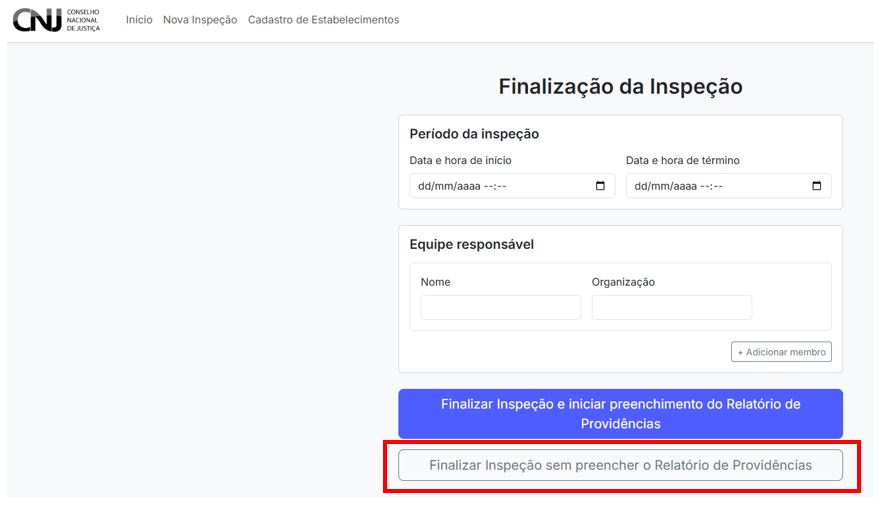 CNJ CONSELHO
NACIONAL
DE JUSTIÇA
Início Nova Inspeção Cadastro de Estabelecimentos
Finalização da Inspeção
Período da inspeção
Data e hora de início Data e hora de término
dd/mm/aaaa --:-- dd/mm/aaaa --:--
Equipe responsável
Nome Organização
+ Adicionar membro
Finalizar Inspeção e iniciar preenchimento do Relatório de
Providências
Finalizar Inspeção sem preencher o Relatório de Providências